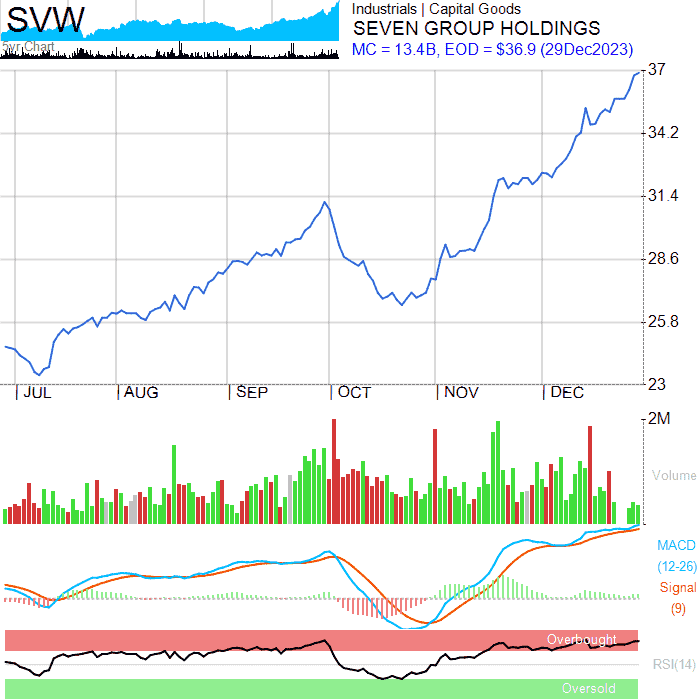 SVW
Industrials | Capital Goods
SEVEN GROUP HOLDINGS
5yr Chart
MC = 13.4B, EOD = $36.9 (29Dec2023)
37
34.2
31.4
28.6
25.8
23
| JUL | AUG | SEP | OCT | NOV | DEC
2M
Volume
MACD
(12-26)
Signal
(9)
Overbought
RSI(14)
Oversold